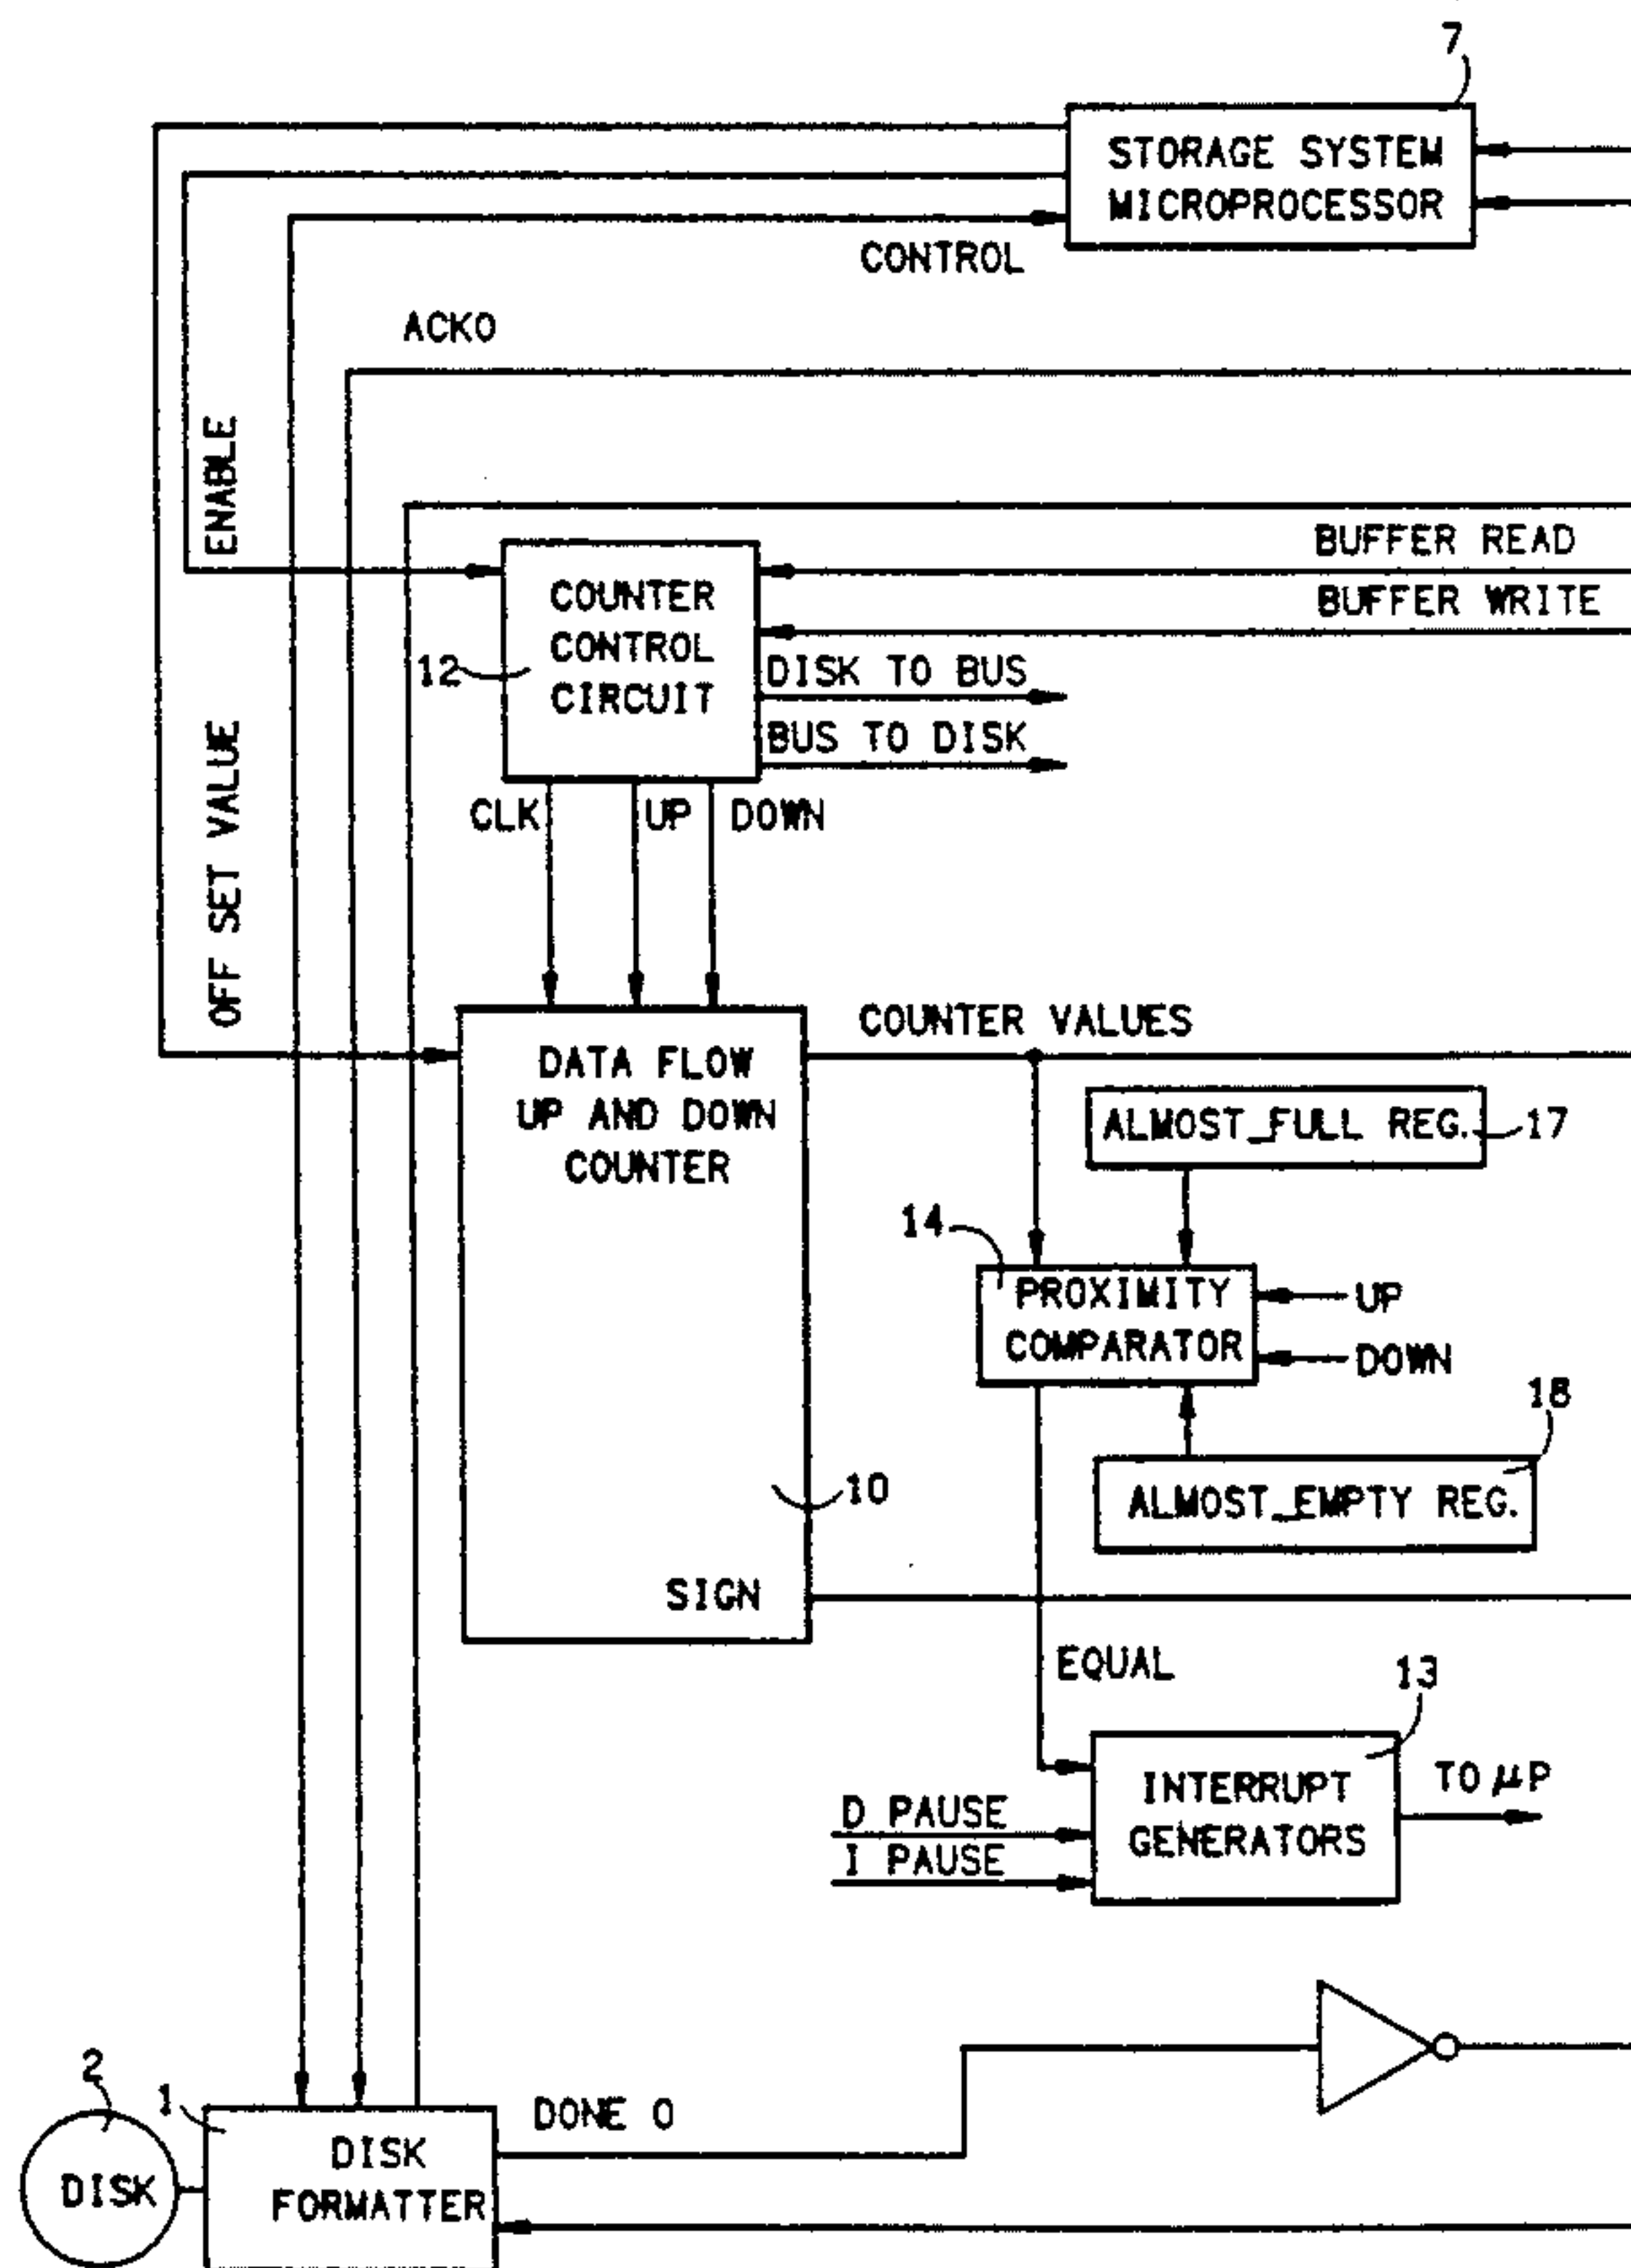 7
STORAGE SYSTEM
MICROPROCESSOR
CONTROL
ACK0
ENABLE
BUFFER READ
BUFFER WRITE
COUNTER
CONTROL
CIRCUIT
12
DISK TO BUS
BUS TO DISK
OFF SET VALUE
CLK
UP
DOWN
COUNTER VALUES
DATA FLOW
UP AND DOWN
COUNTER
ALMOST_FULL REG.
17
14
PROXIMITY
COMPARATOR
UP
DOWN
18
ALMOST_EMPTY REG.
10
SIGN
EQUAL
13
INTERRUPT
GENERATORS
TO μP
D PAUSE
I PAUSE
2
1
DONE 0
DISK
DISK
FORMATTER